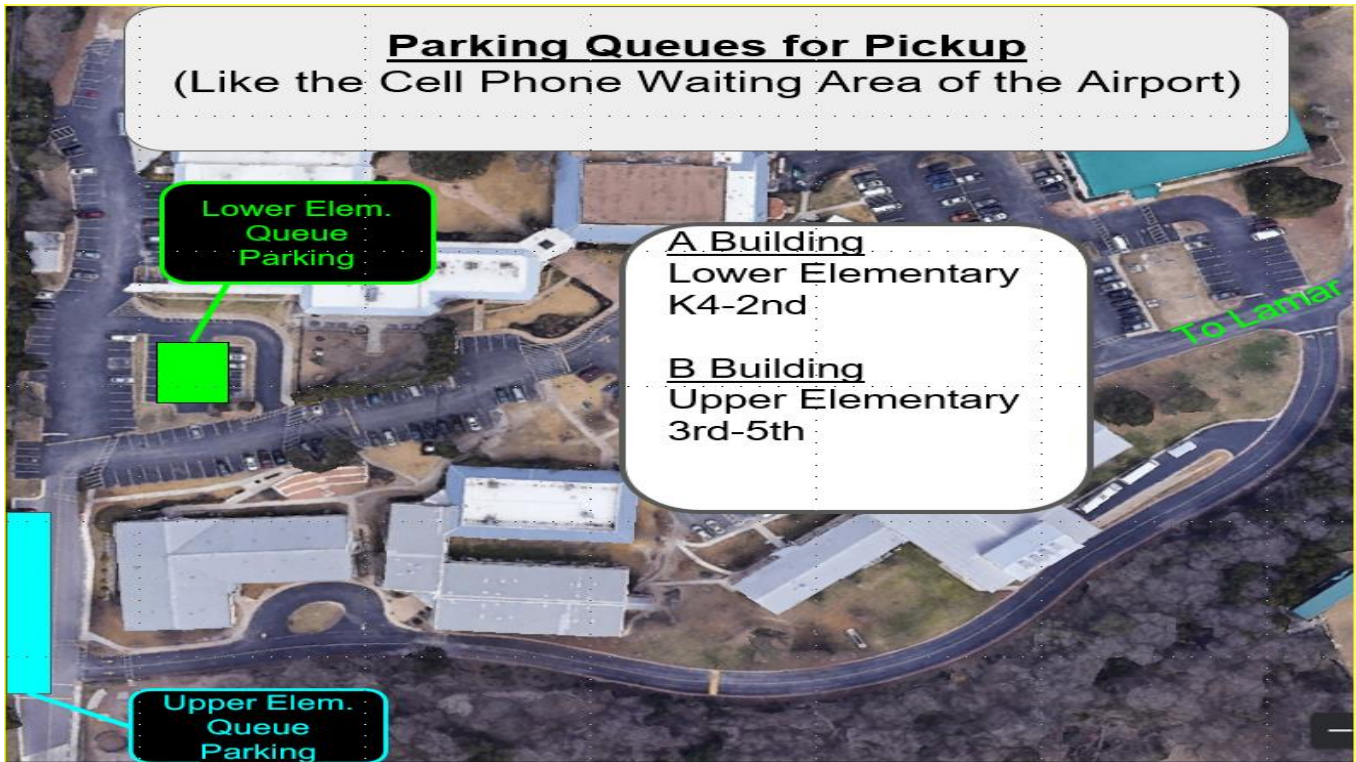 Parking Queues for Pickup
(Like the Cell Phone Waiting Area of the Airport)
Lower Elem.
Queue
Parking
A Building
Lower Elementary
K4-2nd
B Building
Upper Elementary
3rd-5th
To Lamar
Upper Elem.
Queue
Parking